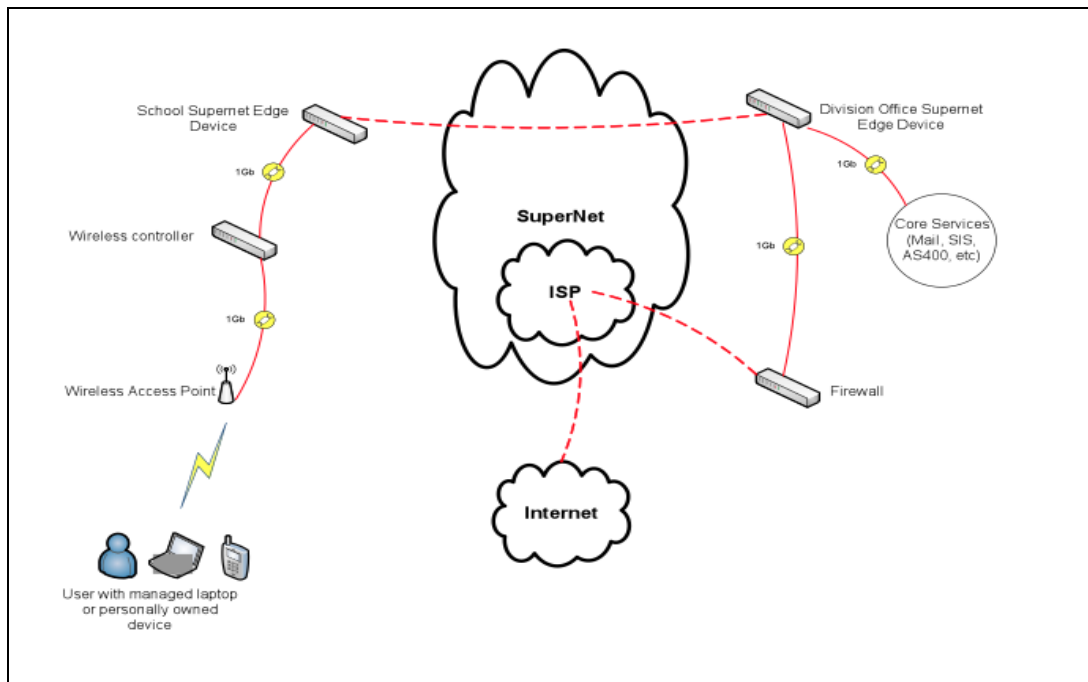 School Supernet Edge
Device
1Gb
Wireless controller
1Gb
Wireless Access Point
User with managed laptop
or personally owned
device
SuperNet
ISP
Internet
Division Office Supernet
Edge Device
1Gb
Core Services
(Mail, SIS,
AS400, etc)
1Gb
Firewall